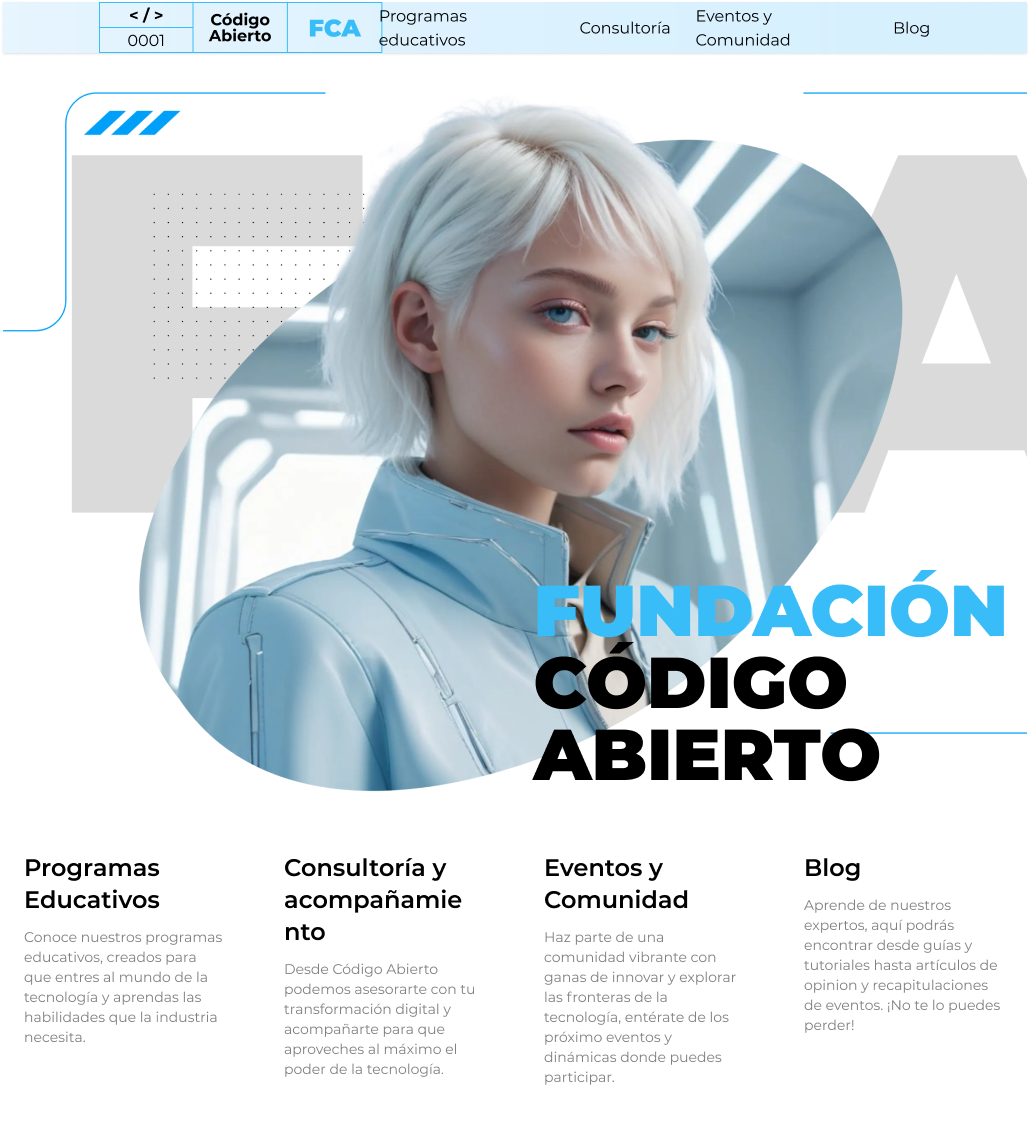 < / >
0001
Código
Abierto
FCA
Programas
educativos
Consultoría
Eventos y
Comunidad
Blog
F A
FUNDACIÓN
CÓDIGO
ABIERTO
Programas
Educativos
Conoce nuestros programas
educativos, creados para
que entres al mundo de la
tecnología y aprendas las
habilidades que la industria
necesita.
Consultoría y
acompañamie
nto
Desde Código Abierto
podemos asesorarte con tu
transformación digital y
acompañarte para que
aproveches al máximo el
poder de la tecnología.
Eventos y
Comunidad
Haz parte de una
comunidad vibrante con
ganas de innovar y explorar
las fronteras de la
tecnología, entérate de los
próximo eventos y
dinámicas donde puedes
participar.
Blog
Aprende de nuestros
expertos, aquí podrás
encontrar desde guías y
tutoriales hasta artículos de
opinion y recapitulaciones
de eventos. ¡No te lo puedes
perder!